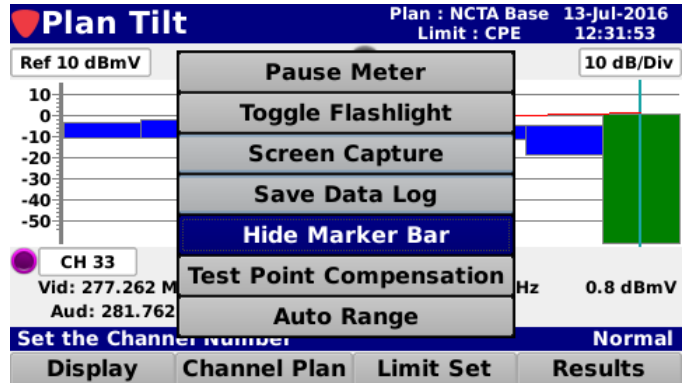 Plan Tilt
Plan : NCTA Base 13-Jul-2016
Limit : CPE 12:31:53
Ref 10 dBmV
10 dB/Div
Pause Meter
Toggle Flashlight
Screen Capture
Save Data Log
Hide Marker Bar
Test Point Compensation
Auto Range
10
0
-10
-20
-30
-40
-50
CH 33
Vid: 277.262 M
Hz 0.8 dBmV
Aud: 281.762
Set the Channel Number Normal
Display Channel Plan Limit Set Results